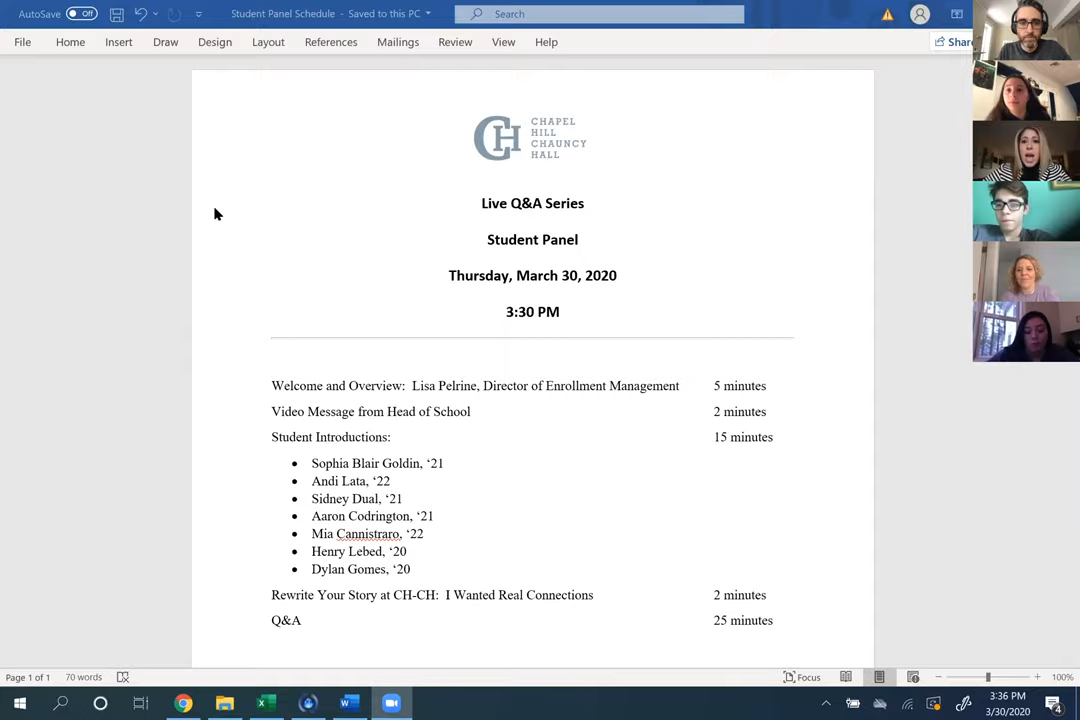 AutoSave Off Student Panel Schedule - Saved to this PC Search
File Home Insert Draw Design Layout References Mailings Review View Help Share
CHAPEL
HILL
CHAUNCY
HALL
Live Q&A Series
Student Panel
Thursday, March 30, 2020
3:30 PM
Welcome and Overview: Lisa Pelrine, Director of Enrollment Management 5 minutes
Video Message from Head of School 2 minutes
Student Introductions: 15 minutes
• Sophia Blair Goldin, ‘21
• Andi Lata, ‘22
• Sidney Dual, ‘21
• Aaron Codrington, ‘21
• Mia Cannistraro, ‘22
• Henry Lebed, ‘20
• Dylan Gomes, ‘20
Rewrite Your Story at CH-CH: I Wanted Real Connections 2 minutes
Q&A 25 minutes
Page 1 of 1 70 words Focus 100%
3:36 PM
3/30/2020 4